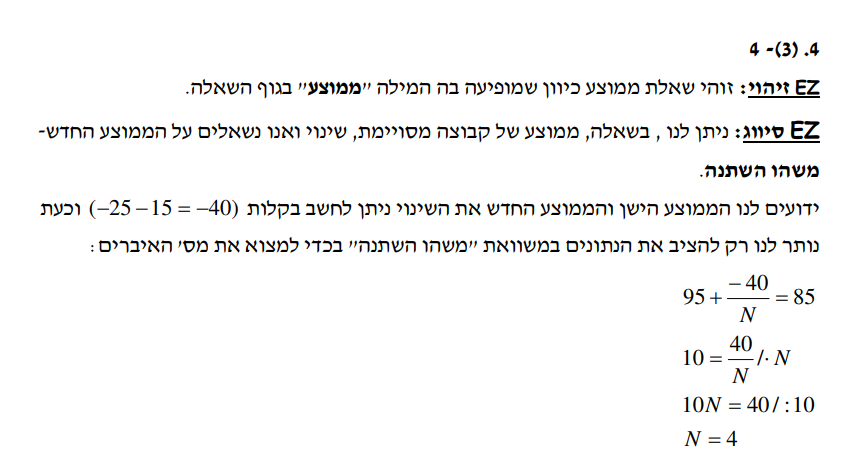 4. (3)- 4
EZ זיהוי: זוהי שאלת ממוצע כיוון שמופיעה בה המילה "ממוצע" בגוף השאלה.
EZ סיווג: ניתן לנו , בשאלה, ממוצע של קבוצה מסויימת, שינוי ואנו נשאלים על הממוצע החדש-
משהו השתנה.
ידועים לנו הממוצע הישן והממוצע החדש את השינוי ניתן לחשב בקלות (−25 −15 = −40) וכעת
נותר לנו רק להציב את הנתונים במשוואת "משהו השתנה" בכדי למצוא את מס' האיברים :
95 + −40/N = 85
10 = 40/N /· N
10N = 40 / :10
N = 4